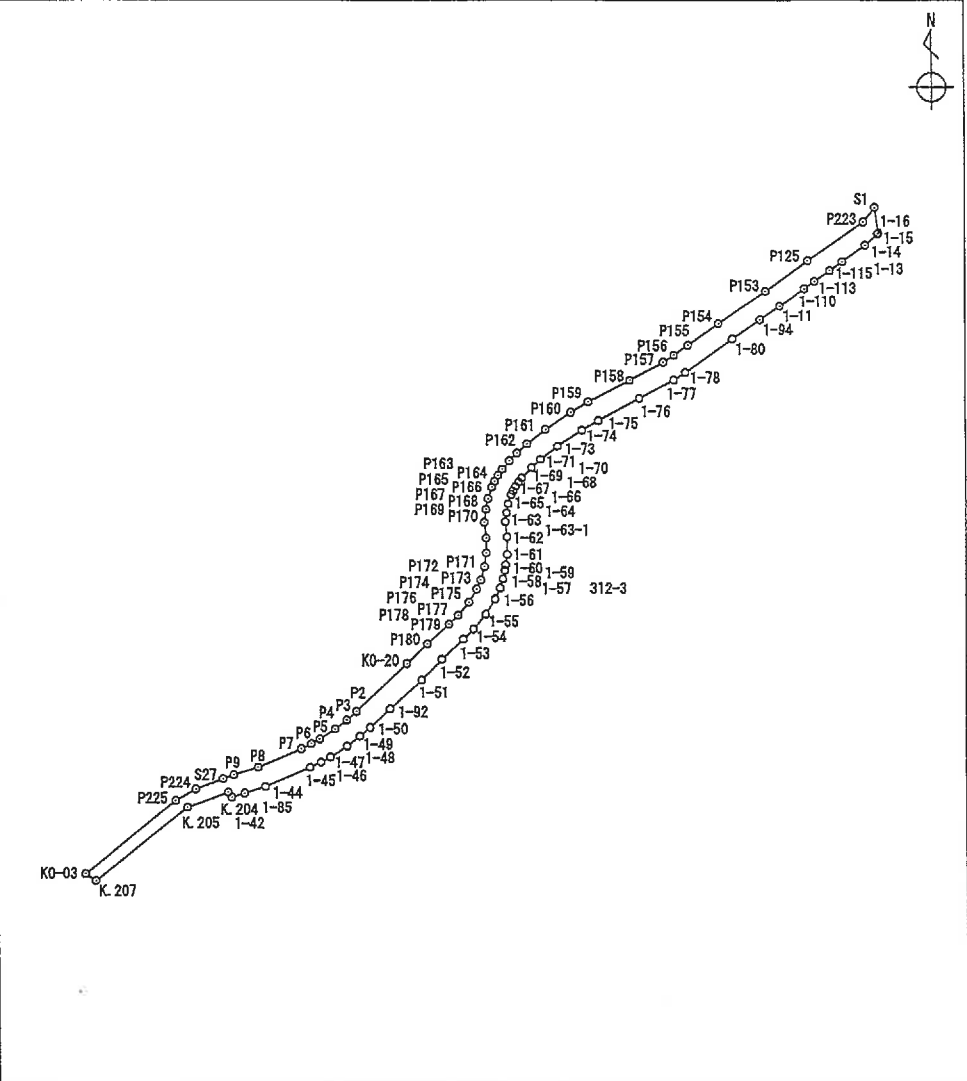 N
S1
P223
1-16
1-15
1-14
P125
1-115
1-13
P153
1-113
1-110
1-11
P154
1-94
P155
1-80
P156
P157
1-78
P158
1-77
P159
1-76
P160
1-75
P161
1-74
P162
1-73
P163
1-71
1-70
P164
1-69
P165
1-68
P166
1-67
P167
1-66
P168
1-65
P169
1-64
P170
1-63
1-63-1
1-62
1-61
P171
P172
1-60
1-59
P173
1-58
P174
1-57
312-3
P175
P176
1-56
P177
P178
1-55
P179
1-54
P180
1-53
K0-20
1-52
1-51
P2
1-92
P3
P4
1-50
P5
P6
1-49
P7
1-48
1-47
P8
1-46
P9
1-45
S27
1-44
P224
1-85
P225
K.204
K.205
1-42
K0-03
K.207